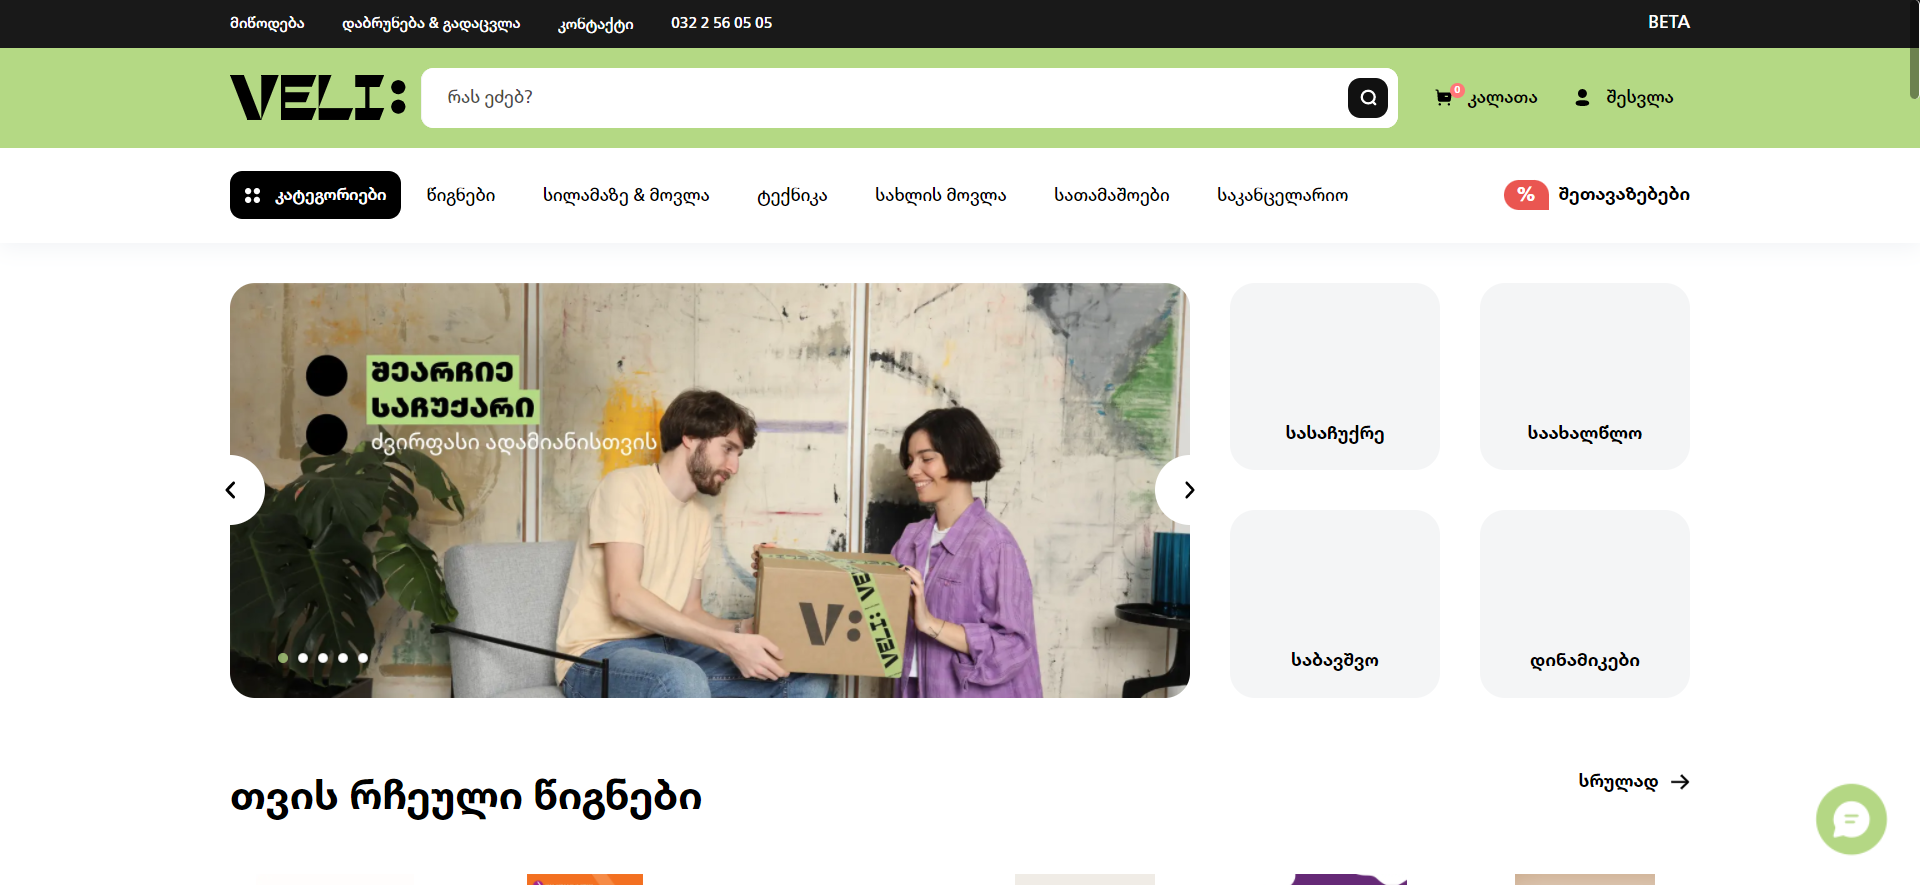 მიწოდება
დაბრუნება & გადაცვლა
კონტაქტი
032 2 56 05 05
BETA
VELI:
რას ეძებ?
0
კალათა
შესვლა
კატეგორიები
წიგნები
სილამაზე & მოვლა
ტექნიკა
სახლის მოვლა
სათამაშოები
საკანცელარიო
%
შეთავაზებები
შეარჩიე
საჩუქარი
ძვირფასი ადამიანისთვის
V:
VELI:
სასაჩუქრე
საახალწლო
საბავშვო
დინამიკები
თვის რჩეული წიგნები
სრულად